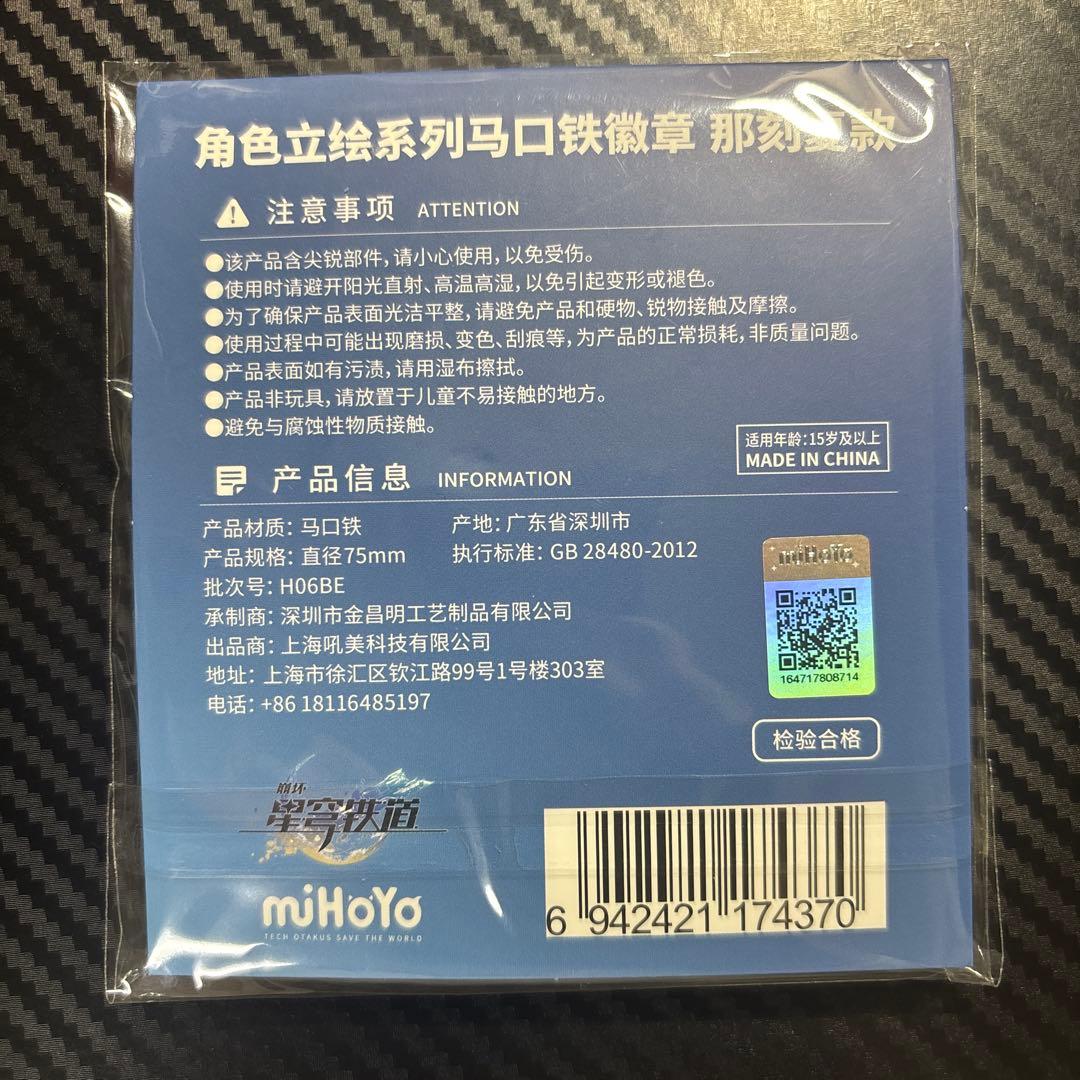 角色立绘系列马口铁徽章 那刻夏款
注意事项 ATTENTION
●该产品含尖锐部件,请小心使用,以免受伤。
●使用时请避开阳光直射、高温高湿,以免引起变形或褪色。
●为了确保产品表面光洁平整,请避免产品和硬物、锐物接触及摩擦。
●使用过程中可能出现磨损、变色、刮痕等,为产品的正常损耗,非质量问题。
●产品表面如有污渍,请用湿布擦拭。
●产品非玩具,请放置于儿童不易接触的地方。
●避免与腐蚀性物质接触。
适用年龄:15岁及以上
MADE IN CHINA
产品信息 INFORMATION
产品材质: 马口铁 产地: 广东省深圳市
产品规格: 直径75mm 执行标准: GB 28480-2012
批次号: H06BE
承制商: 深圳市金昌明工艺制品有限公司
出品商: 上海吼美科技有限公司
地址: 上海市徐汇区钦江路99号1号楼303室
电话: +86 18116485197
miHoYo
164717808714
检验合格
崩坏
星穹铁道
miHoYo
TECH OTAKUS SAVE THE WORLD
6 942421 174370